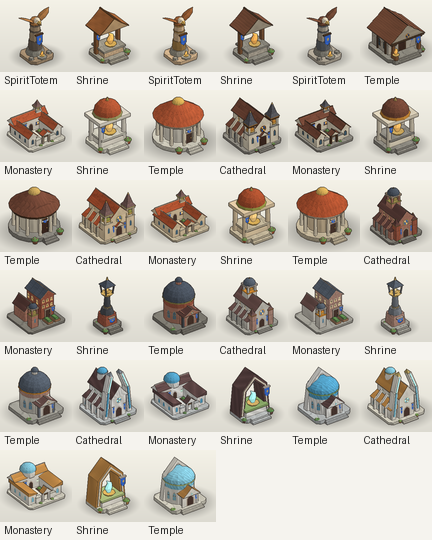 SpiritTotem Shrine SpiritTotem Shrine SpiritTotem Temple
Monastery Shrine Temple Cathedral Monastery Shrine
Temple Cathedral Monastery Shrine Temple Cathedral
Monastery Shrine Temple Cathedral Monastery Shrine
Temple Cathedral Monastery Shrine Temple Cathedral
Monastery Shrine Temple